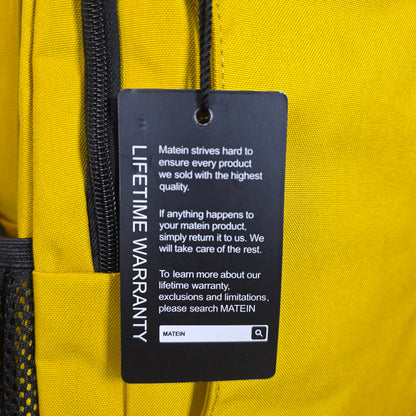 LIFETIME WARRANTY
Matein strives hard to
ensure every product
we sold with the highest
quality.
If anything happens to
your matein product,
simply return it to us. We
will take care of the rest.
To learn more about our
lifetime warranty,
exclusions and limitations,
please search MATEIN
MATEIN